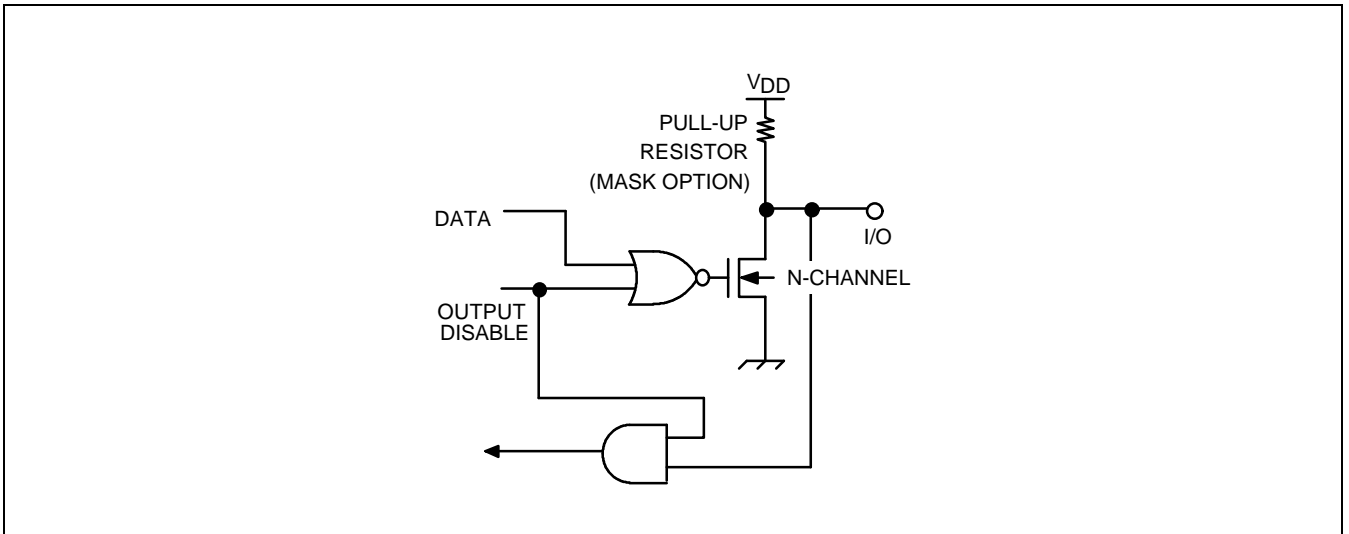 VDD
PULL-UP
RESISTOR
(MASK OPTION)
DATA
I/O
N-CHANNEL
OUTPUT
DISABLE